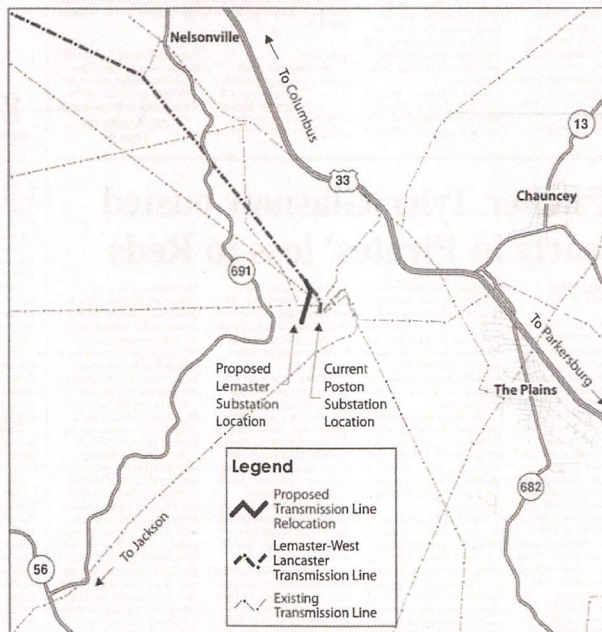 Nelsonville
To Columbus
13
33
Chauncey
691
To Parkersburg
Proposed
Lemaster
Substation
Location
Current
Poston
Substation
Location
The Plains
Legend
Proposed
Transmission Line
Relocation
Lemaster-West
Lancaster
Transmission Line
Existing
Transmission Line
682
To Jackson
56